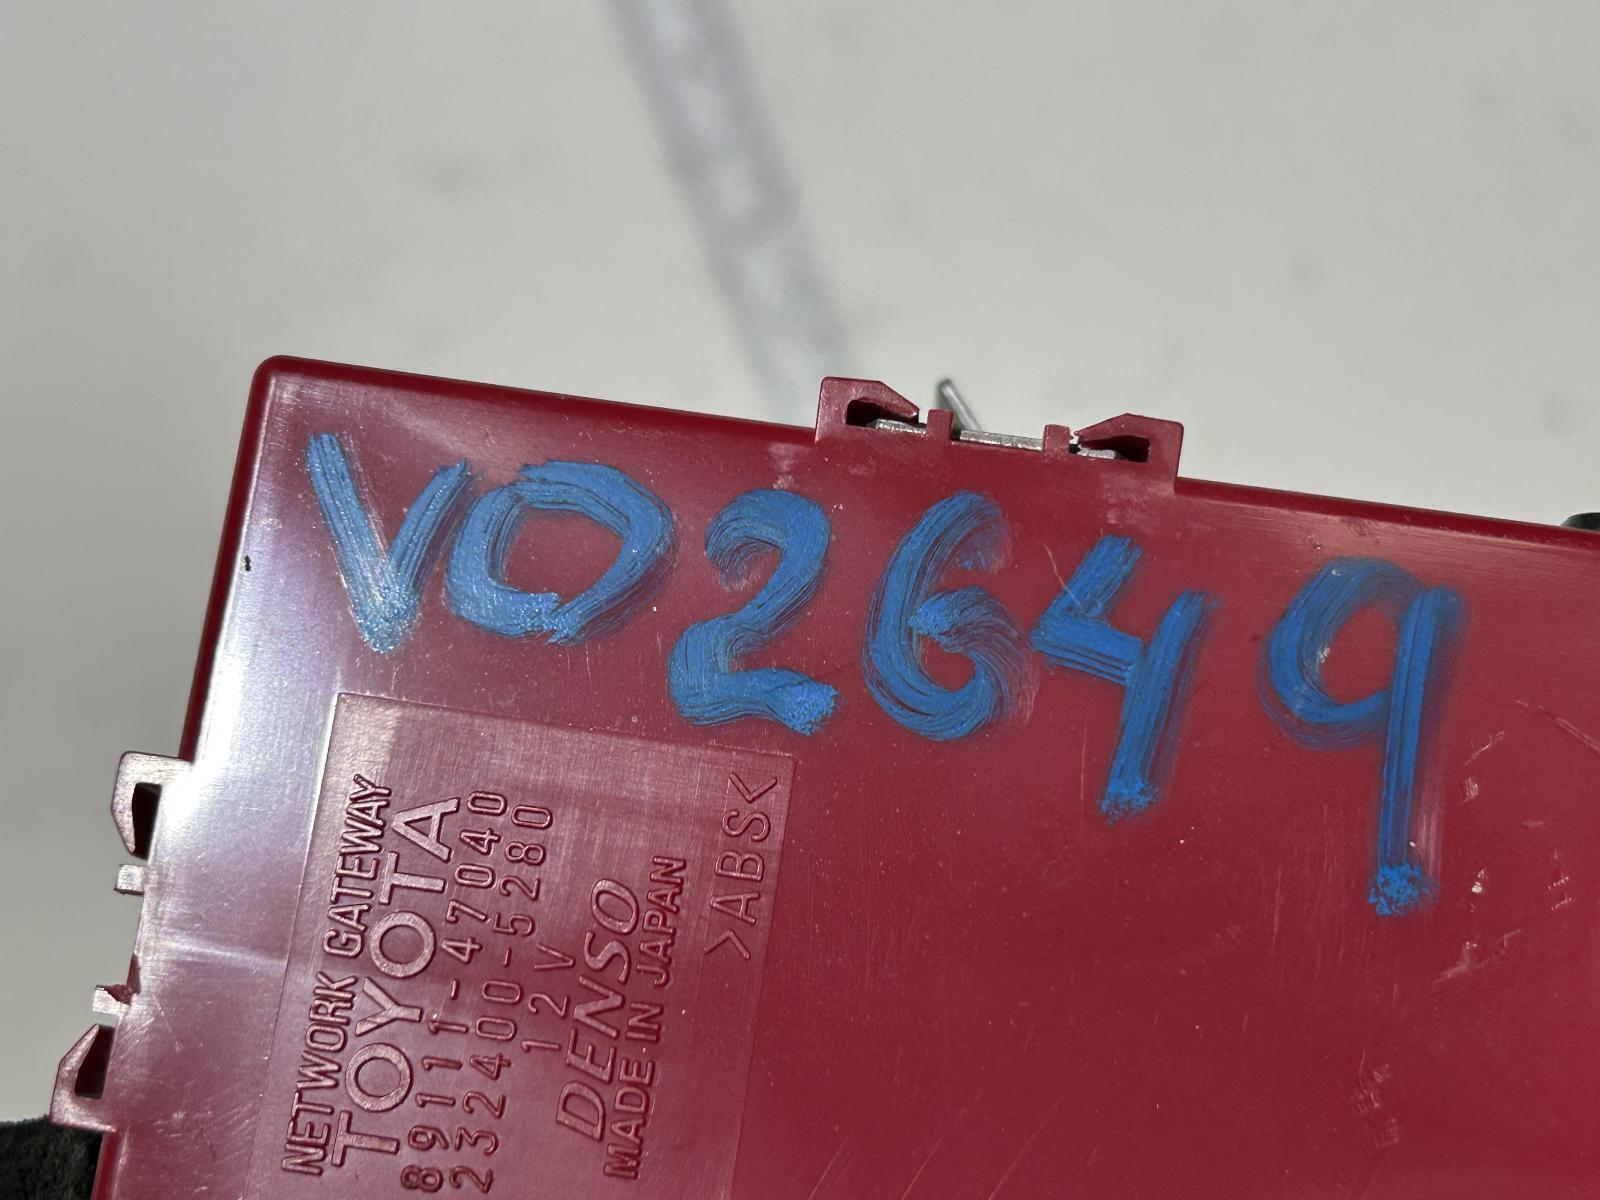 V02649
NETWORK GATEWAY
TOYOTA
89111-47040
232400-5280
12V
DENSO
MADE IN JAPAN
>ABS<